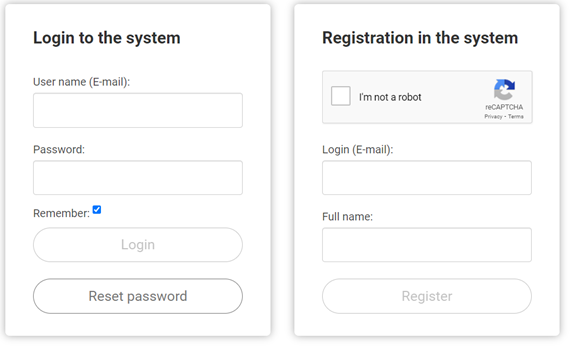 Login to the system
User name (E-mail):
Password:
Remember:
Login
Reset password
Registration in the system
I'm not a robot
reCAPTCHA
Privacy - Terms
Login (E-mail):
Full name:
Register